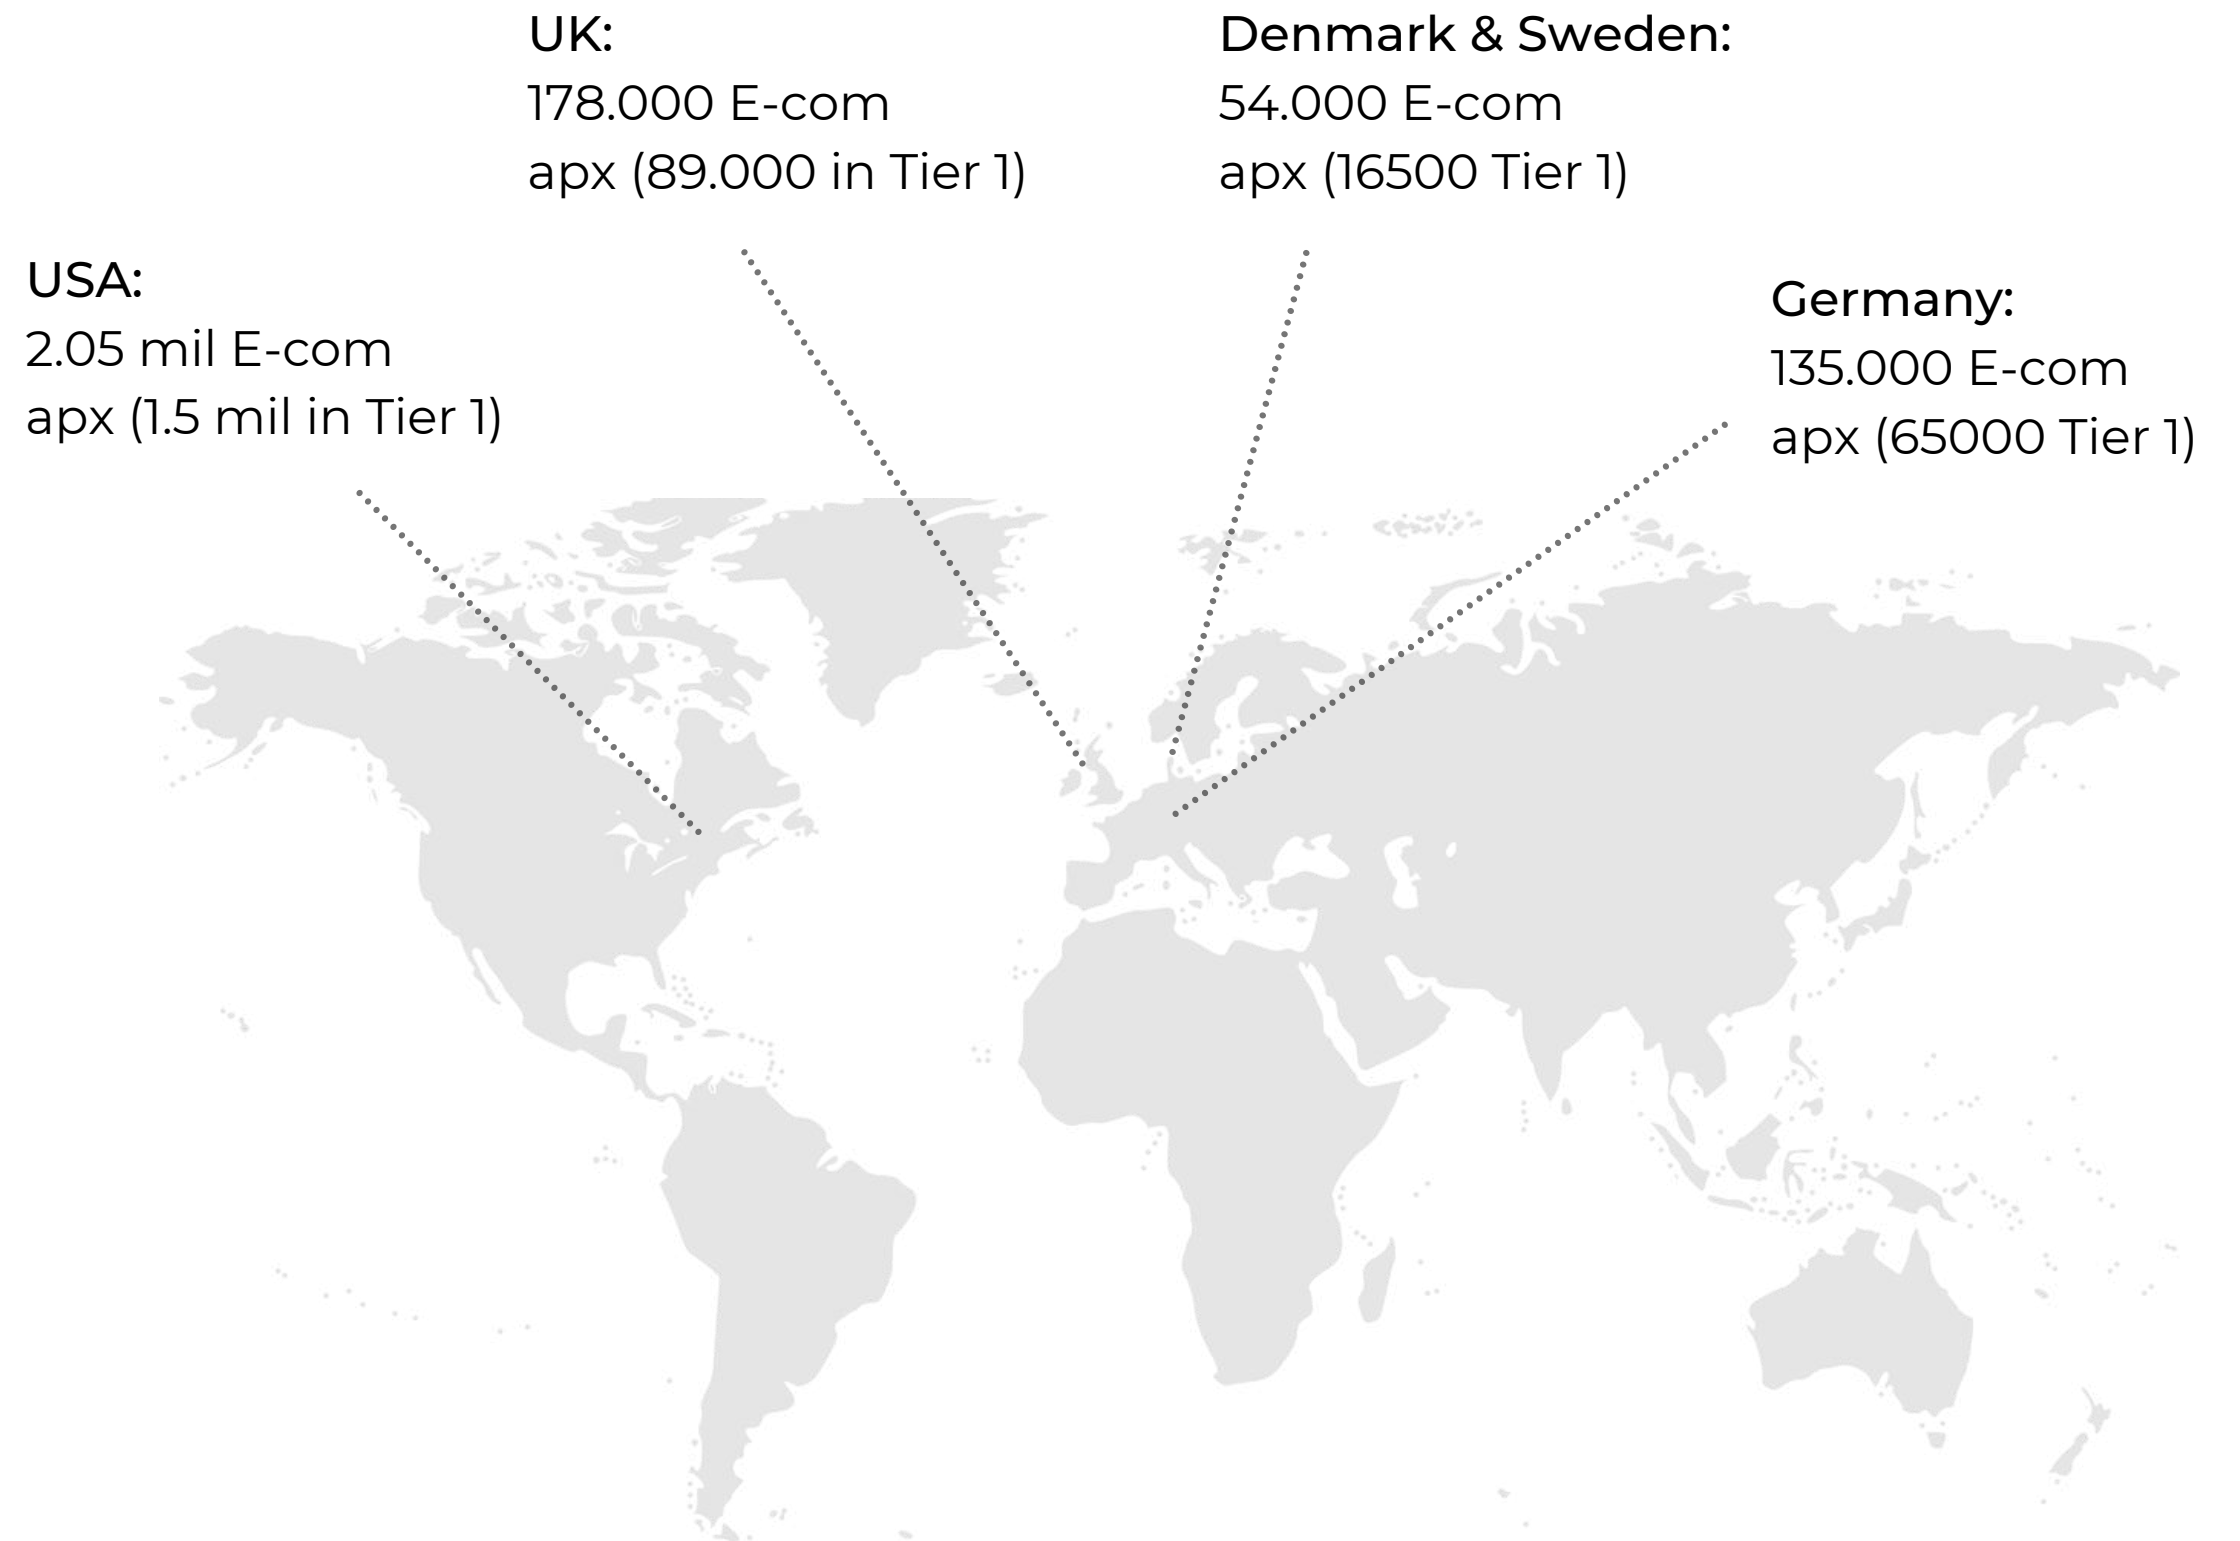 UK:
178.000 E-com
apx (89.000 in Tier 1)
Denmark & Sweden:
54.000 E-com
apx (16500 Tier 1)
USA:
2.05 mil E-com
apx (1.5 mil in Tier 1)
Germany:
135.000 E-com
apx (65000 Tier 1)